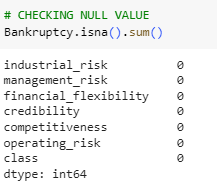 # CHECKING NULL VALUE
Bankruptcy.isna().sum()
industrial_risk 0
management_risk 0
financial_flexibility 0
credibility 0
competitiveness 0
operating_risk 0
class 0
dtype: int64